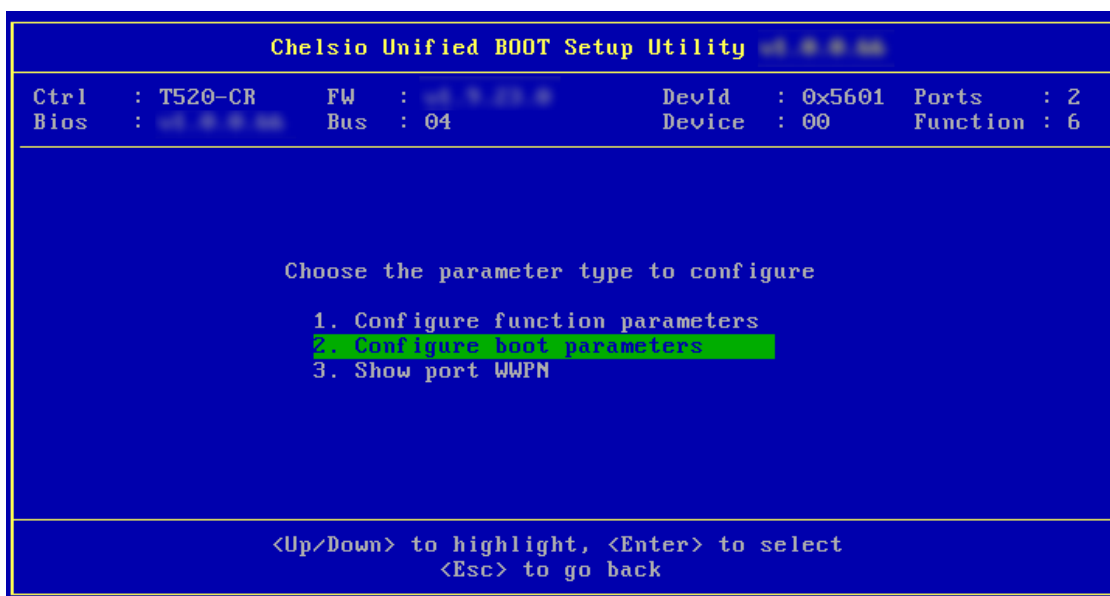 Chelsio Unified BOOT Setup Utility
Ctrl : T520-CR FW : DevId : 0x5601 Ports : 2
Bios : Bus : 04 Device : 00 Function : 6
Choose the parameter type to configure
1. Configure function parameters
2. Configure boot parameters
3. Show port WWPN
<Up/Down> to highlight, <Enter> to select
<Esc> to go back